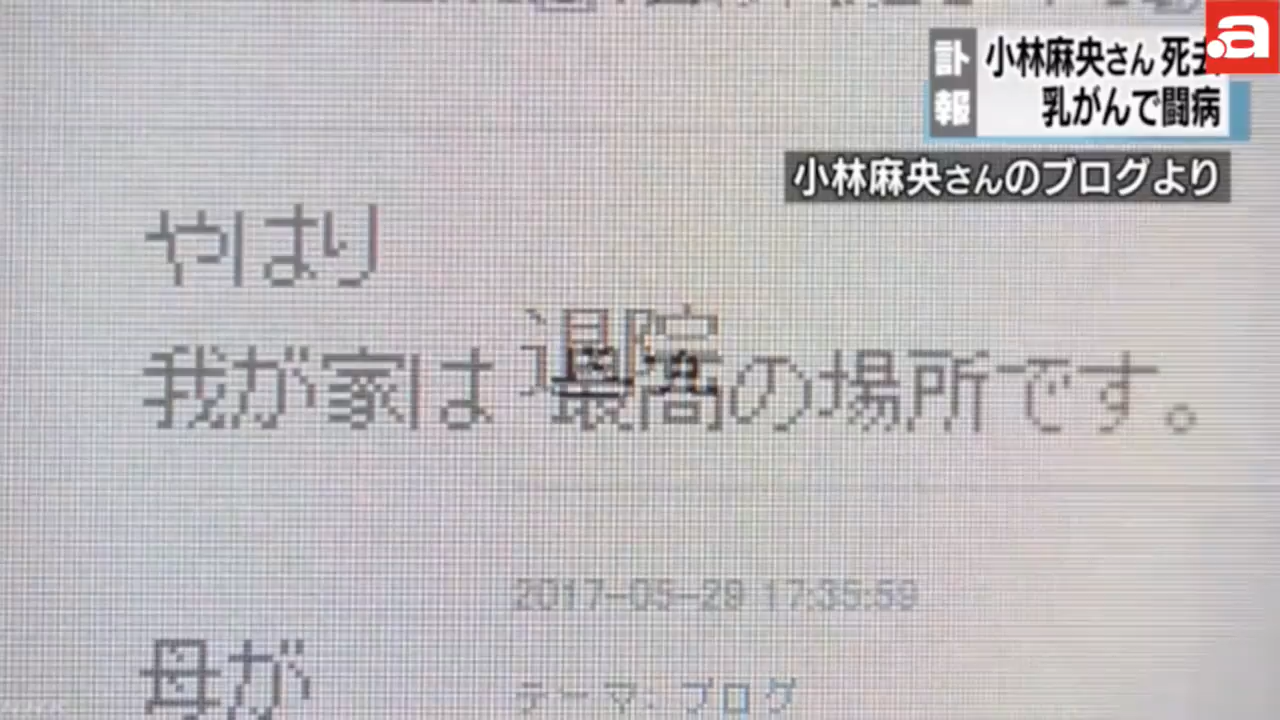 訃報
小林麻央さん 死去
乳がんで闘病
.a
小林麻央さんのブログより
やはり
退院
我が家は 最高の場所です。
2017-05-29 17:35:59
母が
テーマ: ブログ